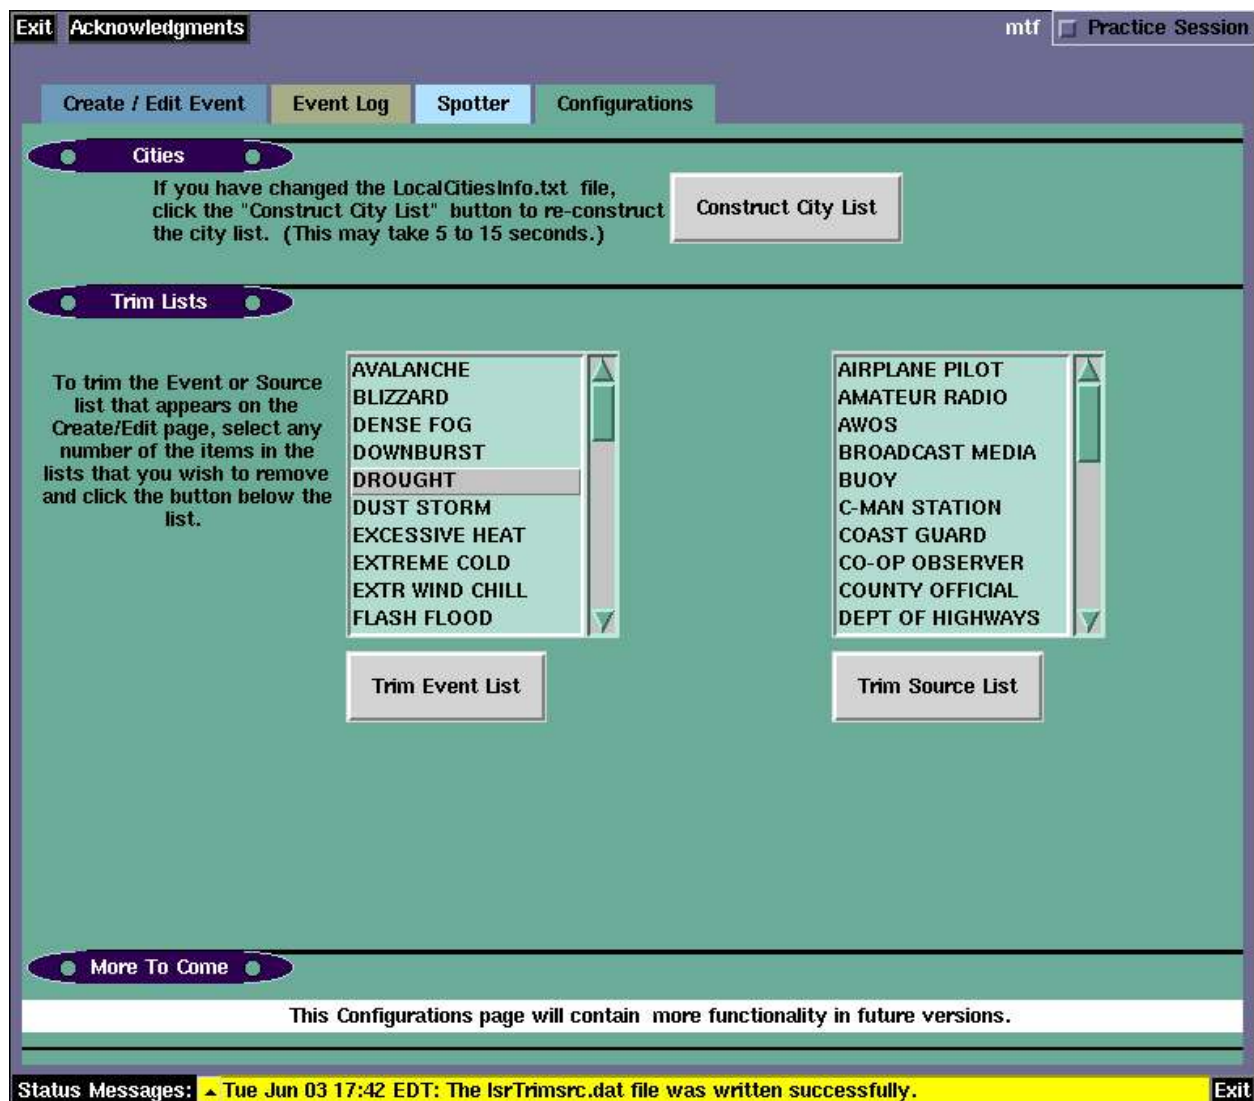 Exit Acknowledgments mtf Practice Session
Create / Edit Event Event Log Spotter Configurations
Cities
If you have changed the LocalCitiesInfo.txt file,
click the "Construct City List" button to re-construct
the city list. (This may take 5 to 15 seconds.)
Construct City List
Trim Lists
To trim the Event or Source
list that appears on the
Create/Edit page, select any
number of the items in the
lists that you wish to remove
and click the button below the
list.
AVALANCHE
BLIZZARD
DENSE FOG
DOWNBURST
DROUGHT
DUST STORM
EXCESSIVE HEAT
EXTREME COLD
EXTR WIND CHILL
FLASH FLOOD
Trim Event List
AIRPLANE PILOT
AMATEUR RADIO
AWOS
BROADCAST MEDIA
BUOY
C-MAN STATION
COAST GUARD
CO-OP OBSERVER
COUNTY OFFICIAL
DEPT OF HIGHWAYS
Trim Source List
More To Come
This Configurations page will contain more functionality in future versions.
Status Messages: Tue Jun 03 17:42 EDT: The lsrTrimsrc.dat file was written successfully. Exit